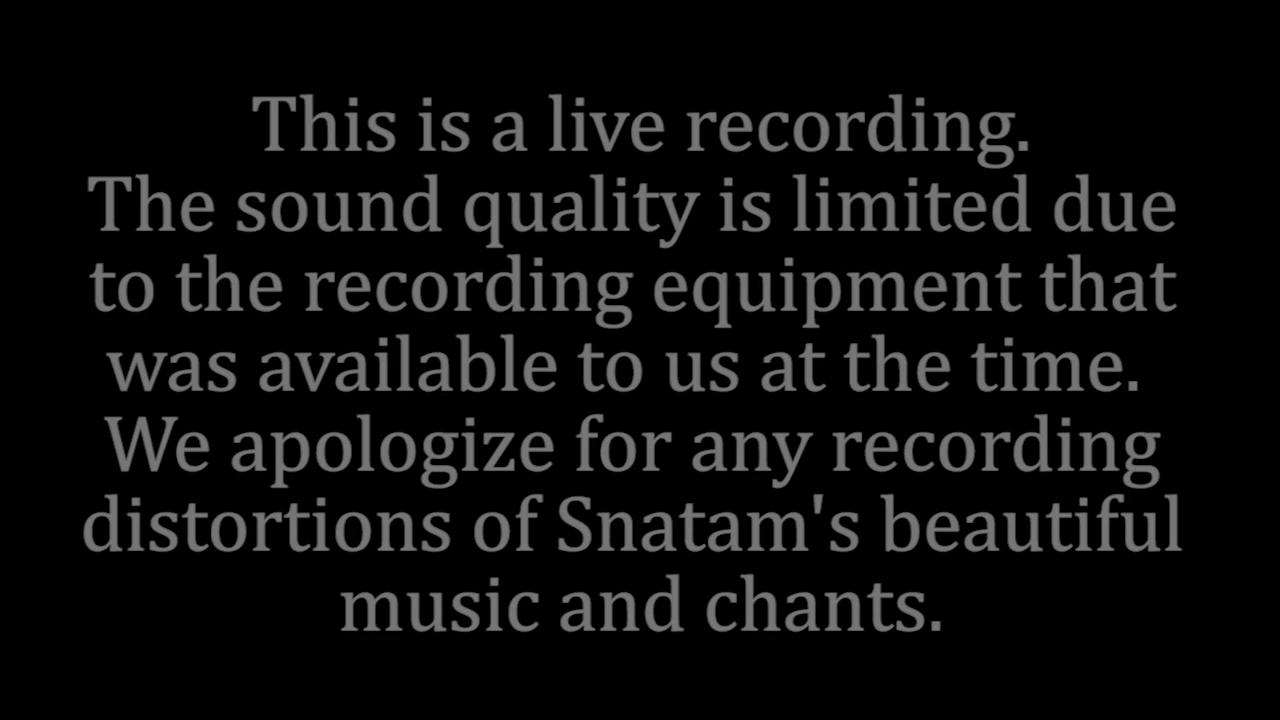 This is a live recording.
The sound quality is limited due
to the recording equipment that
was available to us at the time.
We apologize for any recording
distortions of Snatam's beautiful
music and chants.